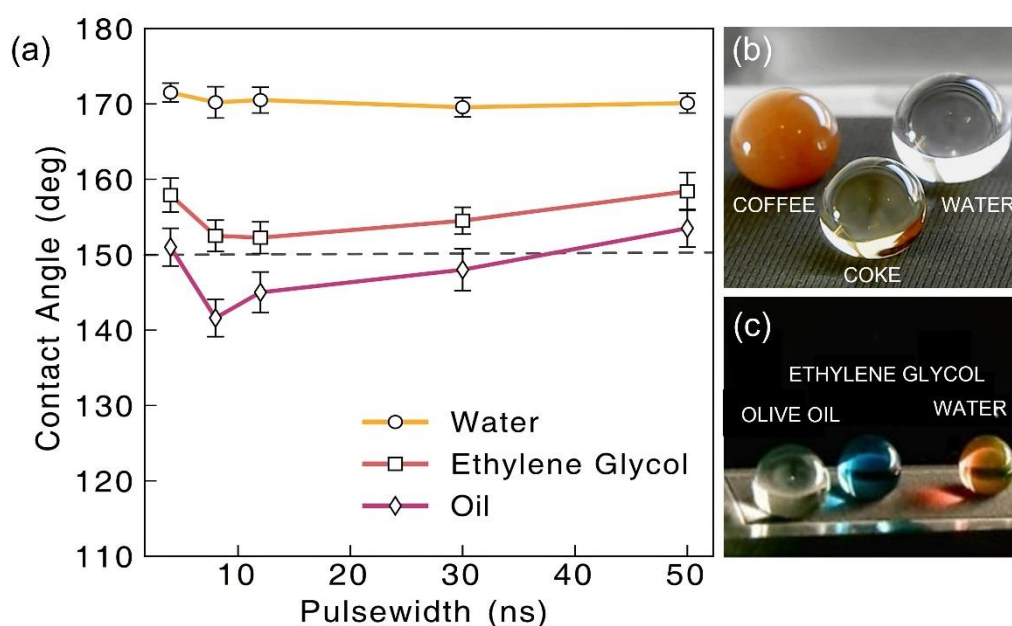 (a)
180
170
160
150
140
130
120
110
Contact Angle (deg)
10
20
30
40
50
Pulsewidth (ns)
Water
Ethylene Glycol
Oil
(b)
COFFEE
WATER
COKE
(c)
ETHYLENE GLYCOL
OLIVE OIL
WATER